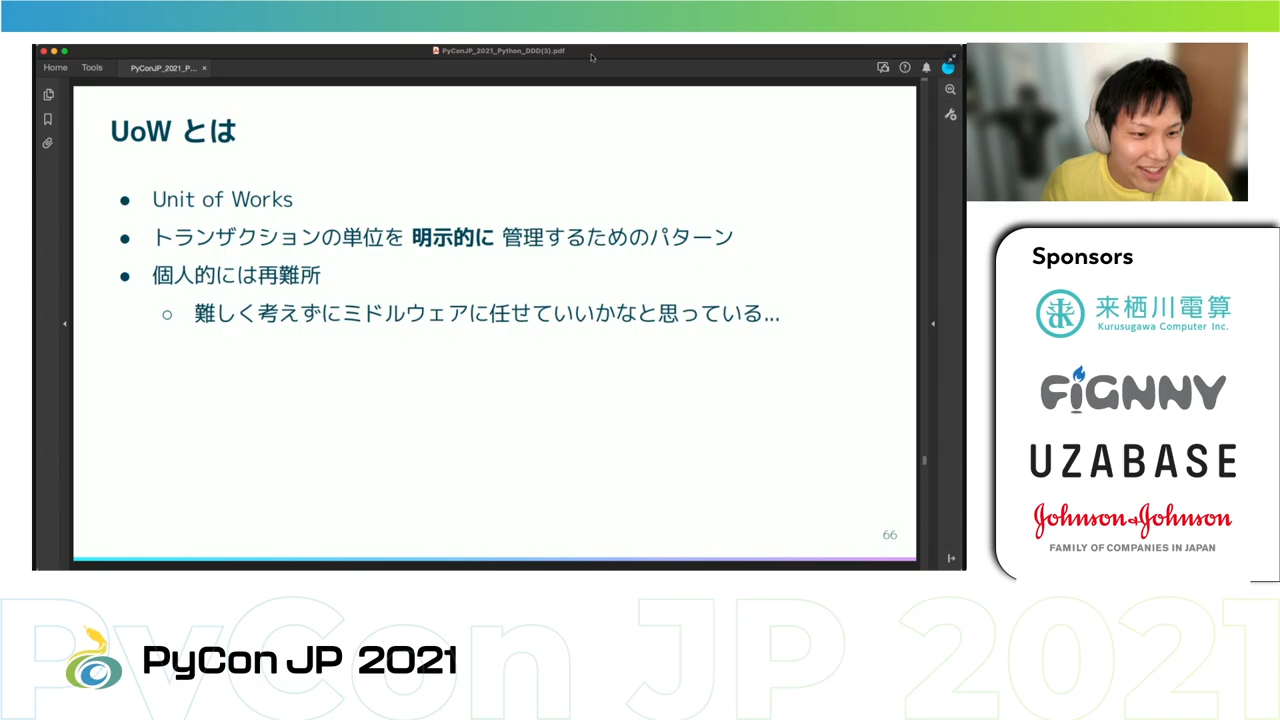 PyConJP_2021_Python_DDD(3).pdf
Home Tools PyConJP_2021_P... ×
UoW とは
● Unit of Works
● トランザクションの単位を 明示的に 管理するためのパターン
● 個人的には再難所
○ 難しく考えずにミドルウェアに任せていいかなと思っている...
66
Sponsors
来栖川電算
Kurusugawa Computer Inc.
FiGNNY
UZABASE
Johnson&Johnson
FAMILY OF COMPANIES IN JAPAN
PyCon JP 2021
PyCon JP 2021